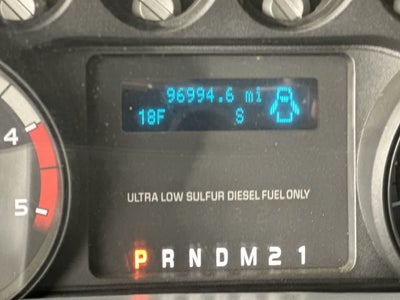 96994.6 mi
18F S
4
5
ULTRA LOW SULFUR DIESEL FUEL ONLY
P R N D M 2 1